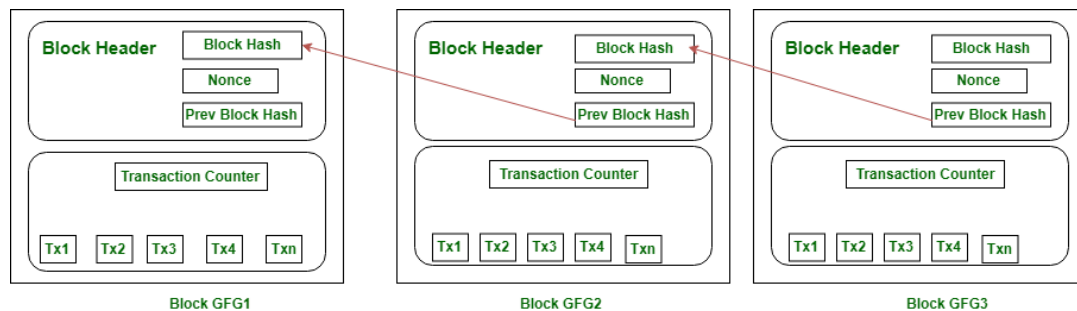 Block Header
Block Hash
Nonce
Prev Block Hash
Transaction Counter
Tx1 Tx2 Tx3 Tx4 Txn
Block GFG1
Block Header
Block Hash
Nonce
Prev Block Hash
Transaction Counter
Tx1 Tx2 Tx3 Tx4 Txn
Block GFG2
Block Header
Block Hash
Nonce
Prev Block Hash
Transaction Counter
Tx1 Tx2 Tx3 Tx4 Txn
Block GFG3